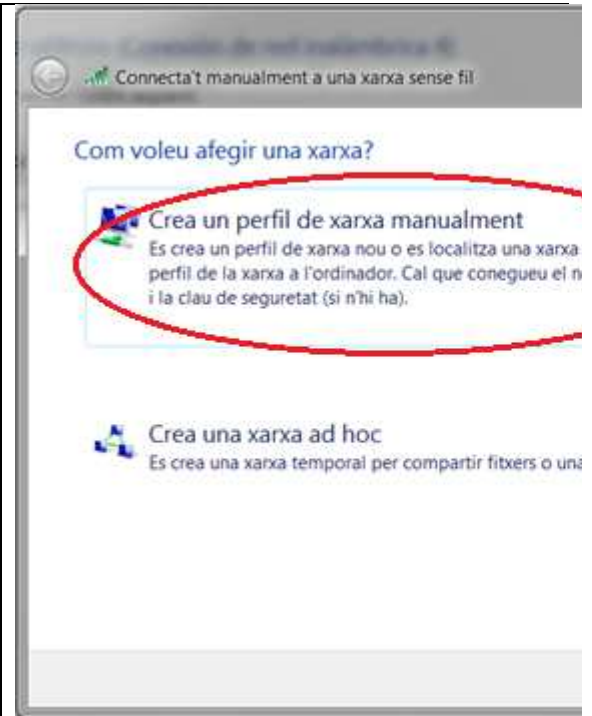 Connecta't manualment a una xarxa sense fil
Com voleu afegir una xarxa?
Crea un perfil de xarxa manualment
Es crea un perfil de xarxa nou o es localitza una xarxa
perfil de la xarxa a l'ordinador. Cal que conegueu el n
i la clau de seguretat (si n'hi ha).
Crea una xarxa ad hoc
Es crea una xarxa temporal per compartir fitxers o una